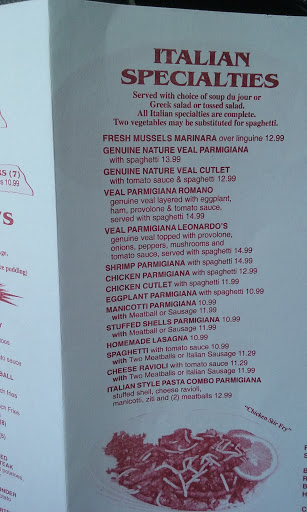 ITALIAN
SPECIALTIES
Served with choice of soup du jour or
Greek salad or tossed salad.
All Italian specialties are complete.
Two vegetables may be substituted for spaghetti.
FRESH MUSSELS MARINARA over linguine 12.99
GENUINE NATURE VEAL PARMIGIANA
with spaghetti 13.99
GENUINE NATURE VEAL CUTLET
with tomato sauce & spaghetti 12.99
VEAL PARMIGIANA ROMANO
genuine veal layered with eggplant,
ham, provolone & tomato sauce,
served with spaghetti 14.99
VEAL PARMIGIANA LEONARDO'S
genuine veal topped with provolone,
onions, peppers, mushrooms and
tomato sauce, served with spaghetti 14.99
SHRIMP PARMIGIANA with spaghetti 14.99
CHICKEN PARMIGIANA with spaghetti 12.99
CHICKEN CUTLET with spaghetti 11.99
EGGPLANT PARMIGIANA with spaghetti 10.99
MANICOTTI PARMIGIANA 10.99
with Meatball or Sausage 11.99
STUFFED SHELLS PARMIGIANA 10.99
with Meatball or Sausage 11.99
HOMEMADE LASAGNA 10.99
SPAGHETTI with tomato sauce 10.99
with Two Meatballs or Italian Sausage 11.29
CHEESE RAVIOLI with tomato sauce 11.29
with Two Meatballs or Italian Sausage 11.99
ITALIAN STYLE PASTA COMBO PARMIGIANA
stuffed shell, cheese ravioli,
manicotti, ziti and (2) meatballs 12.99
"Chicken Stir Fry"
(7)
10.99
'S
pudding)
sauce
BALL
Fries
tomato
sauce